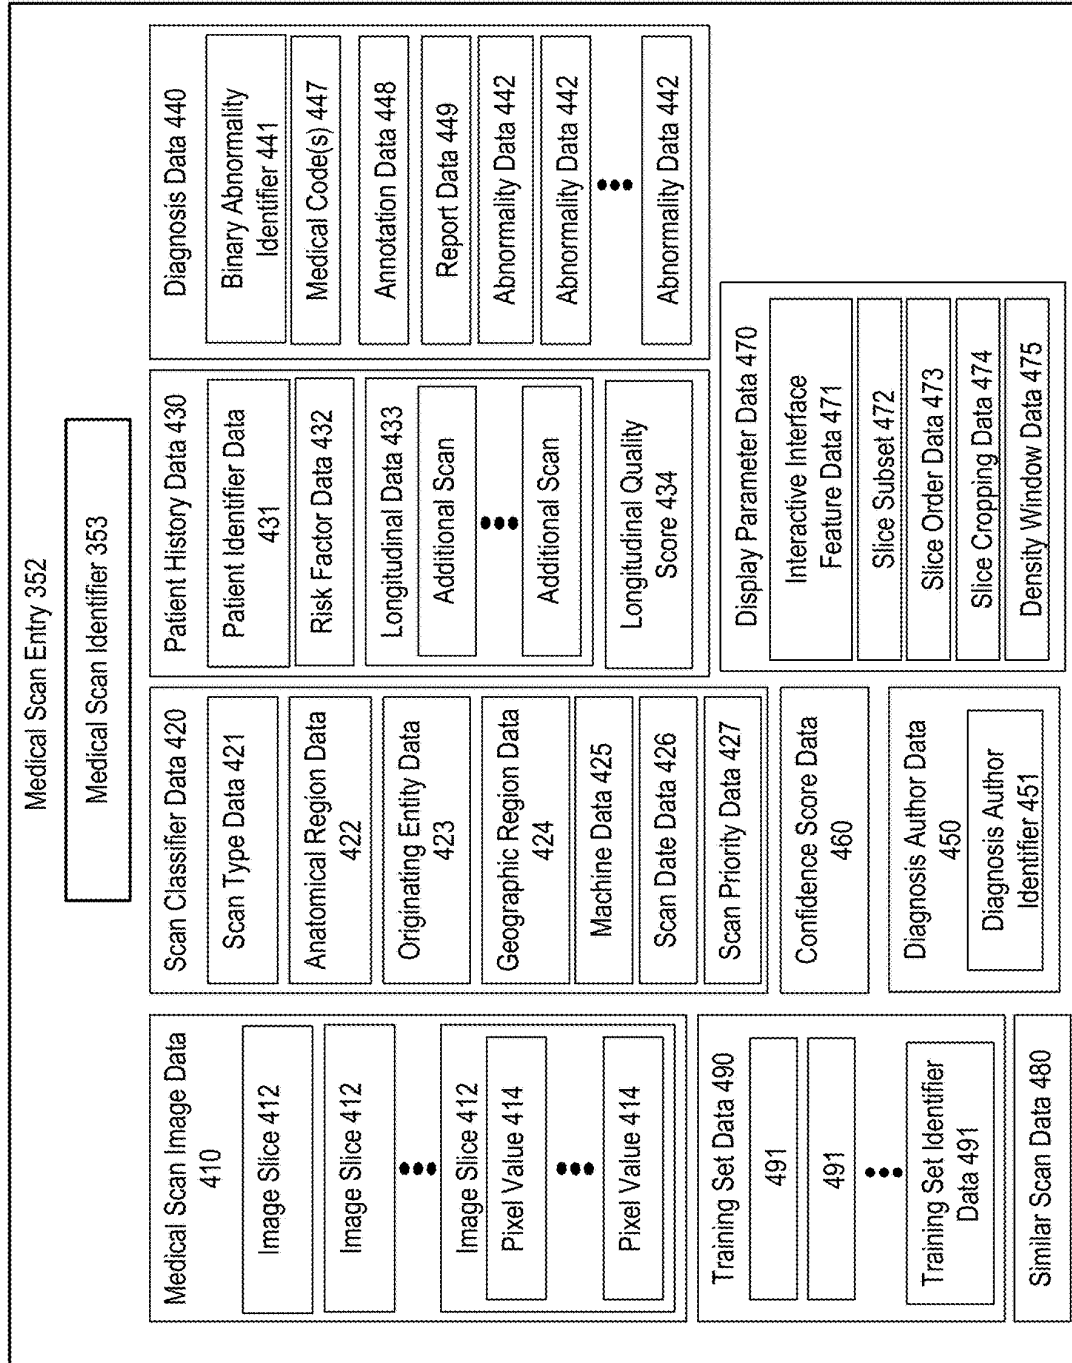 Medical Scan Entry 352
Medical Scan Identifier 353
Medical Scan Image Data
410
Image Slice 412
Image Slice 412
Image Slice 412
Pixel Value 414
Pixel Value 414
Training Set Data 490
491
491
Training Set Identifier
Data 491
Similar Scan Data 480
Scan Classifier Data 420
Scan Type Data 421
Anatomical Region Data
422
Originating Entity Data
423
Geographic Region Data
424
Machine Data 425
Scan Date Data 426
Scan Priority Data 427
Confidence Score Data
460
Diagnosis Author Data
450
Diagnosis Author
Identifier 451
Patient History Data 430
Patient Identifier Data
431
Risk Factor Data 432
Longitudinal Data 433
Additional Scan
Additional Scan
Longitudinal Quality
Score 434
Diagnosis Data 440
Binary Abnormality
Identifier 441
Medical Code(s) 447
Annotation Data 448
Report Data 449
Abnormality Data 442
Abnormality Data 442
Abnormality Data 442
Display Parameter Data 470
Interactive Interface
Feature Data 471
Slice Subset 472
Slice Order Data 473
Slice Cropping Data 474
Density Window Data 475